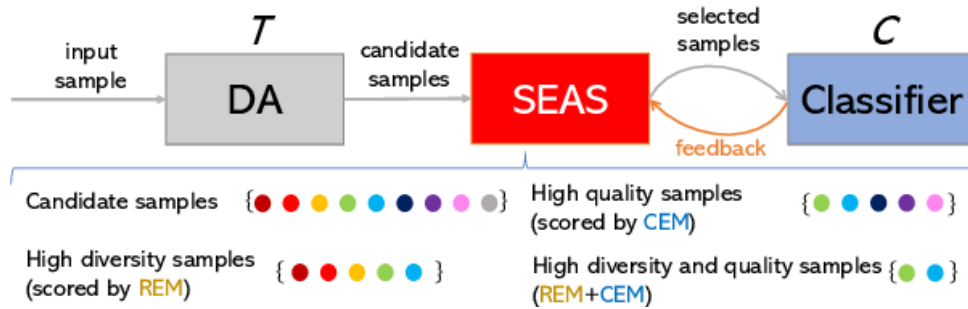 T
C
input
sample
candidate
samples
selected
samples
DA
SEAS
Classifier
feedback
Candidate samples { }
High quality samples
(scored by CEM) { }
High diversity samples
(scored by REM) { }
High diversity and quality samples { }
(REM+CEM)